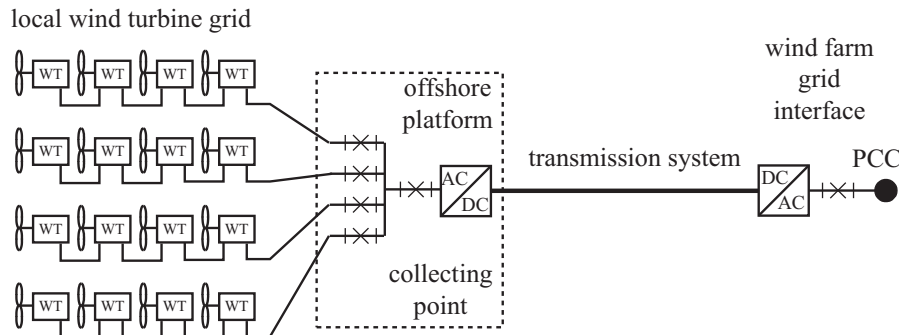 local wind turbine grid
WT WT WT WT
offshore
platform
wind farm
grid
interface
WT WT WT WT
transmission system
PCC
AC
DC
DC
AC
WT WT WT WT
collecting
point
WT WT WT WT